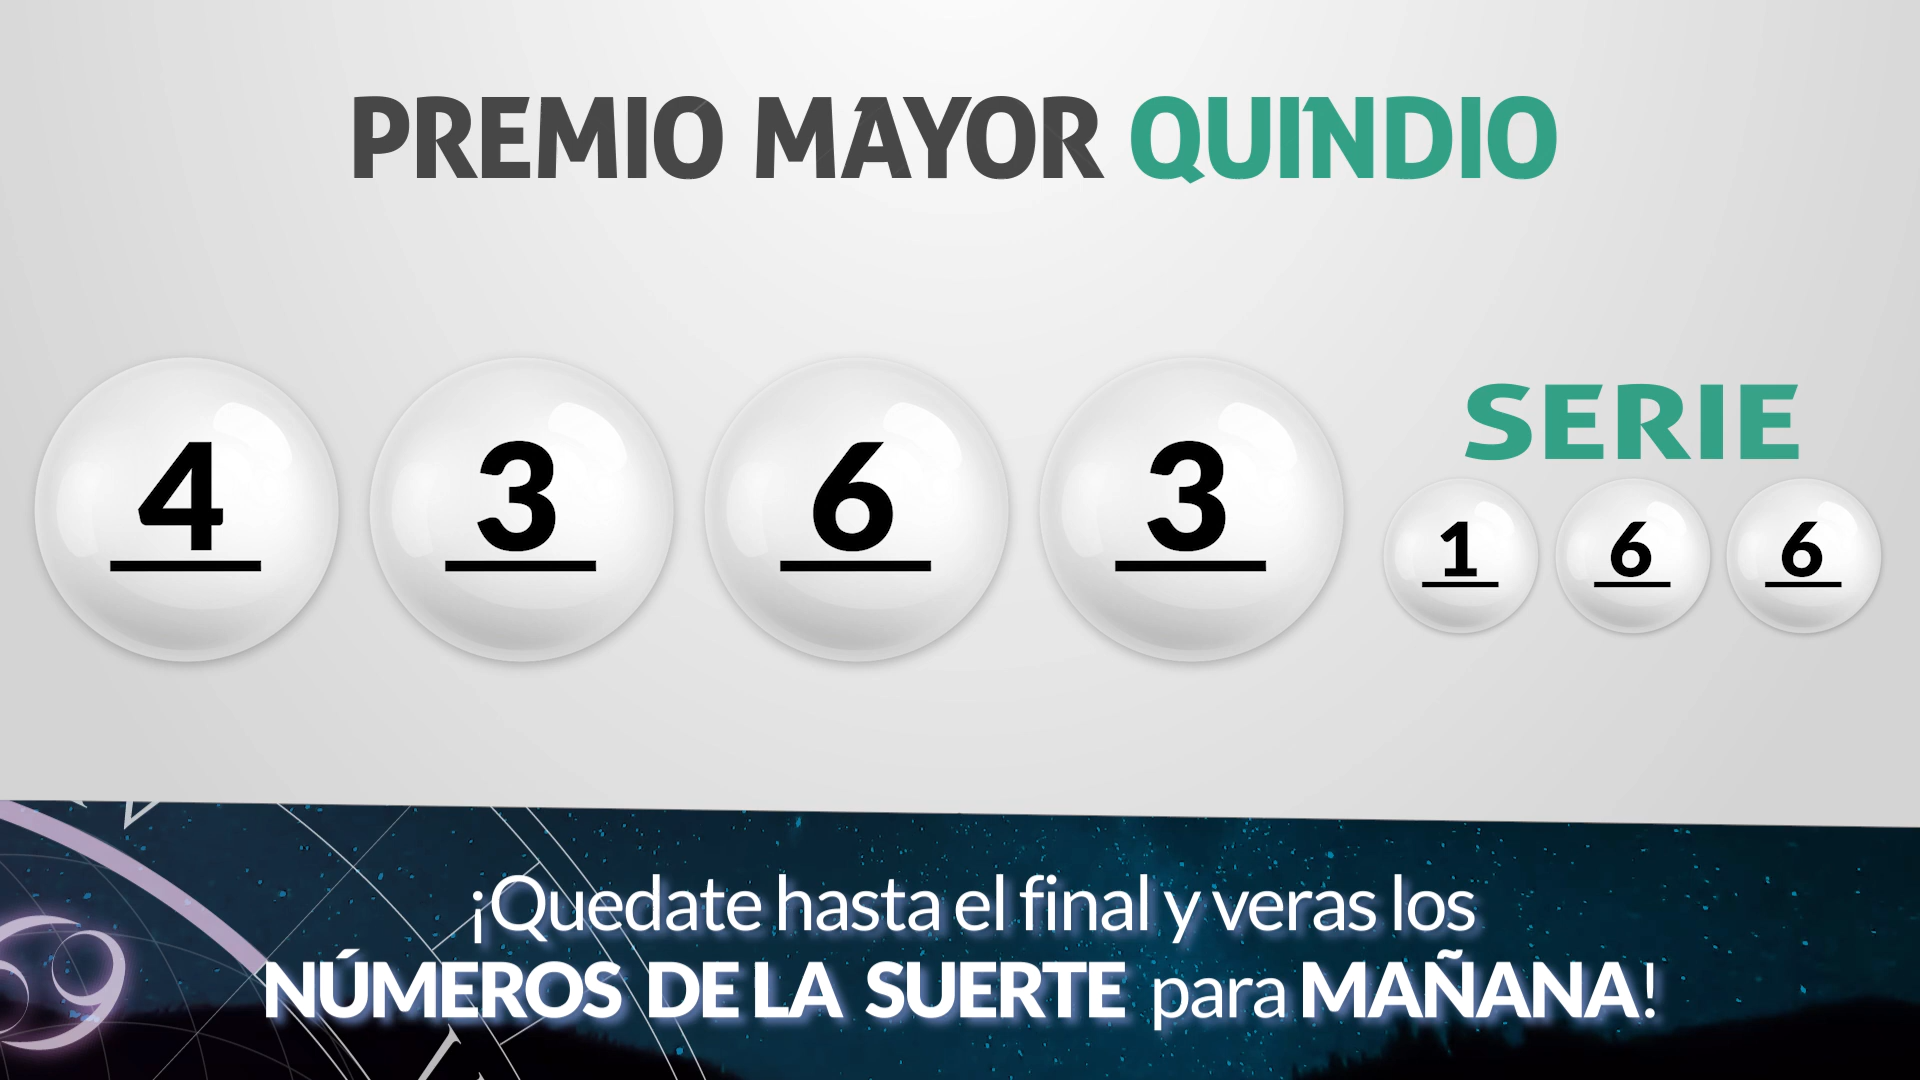 PREMIO MAYOR QUINDIO
4 3 6 3
SERIE
1 6 6
¡Quedate hasta el final y veras los
NÚMEROS DE LA SUERTE para MAÑANA!